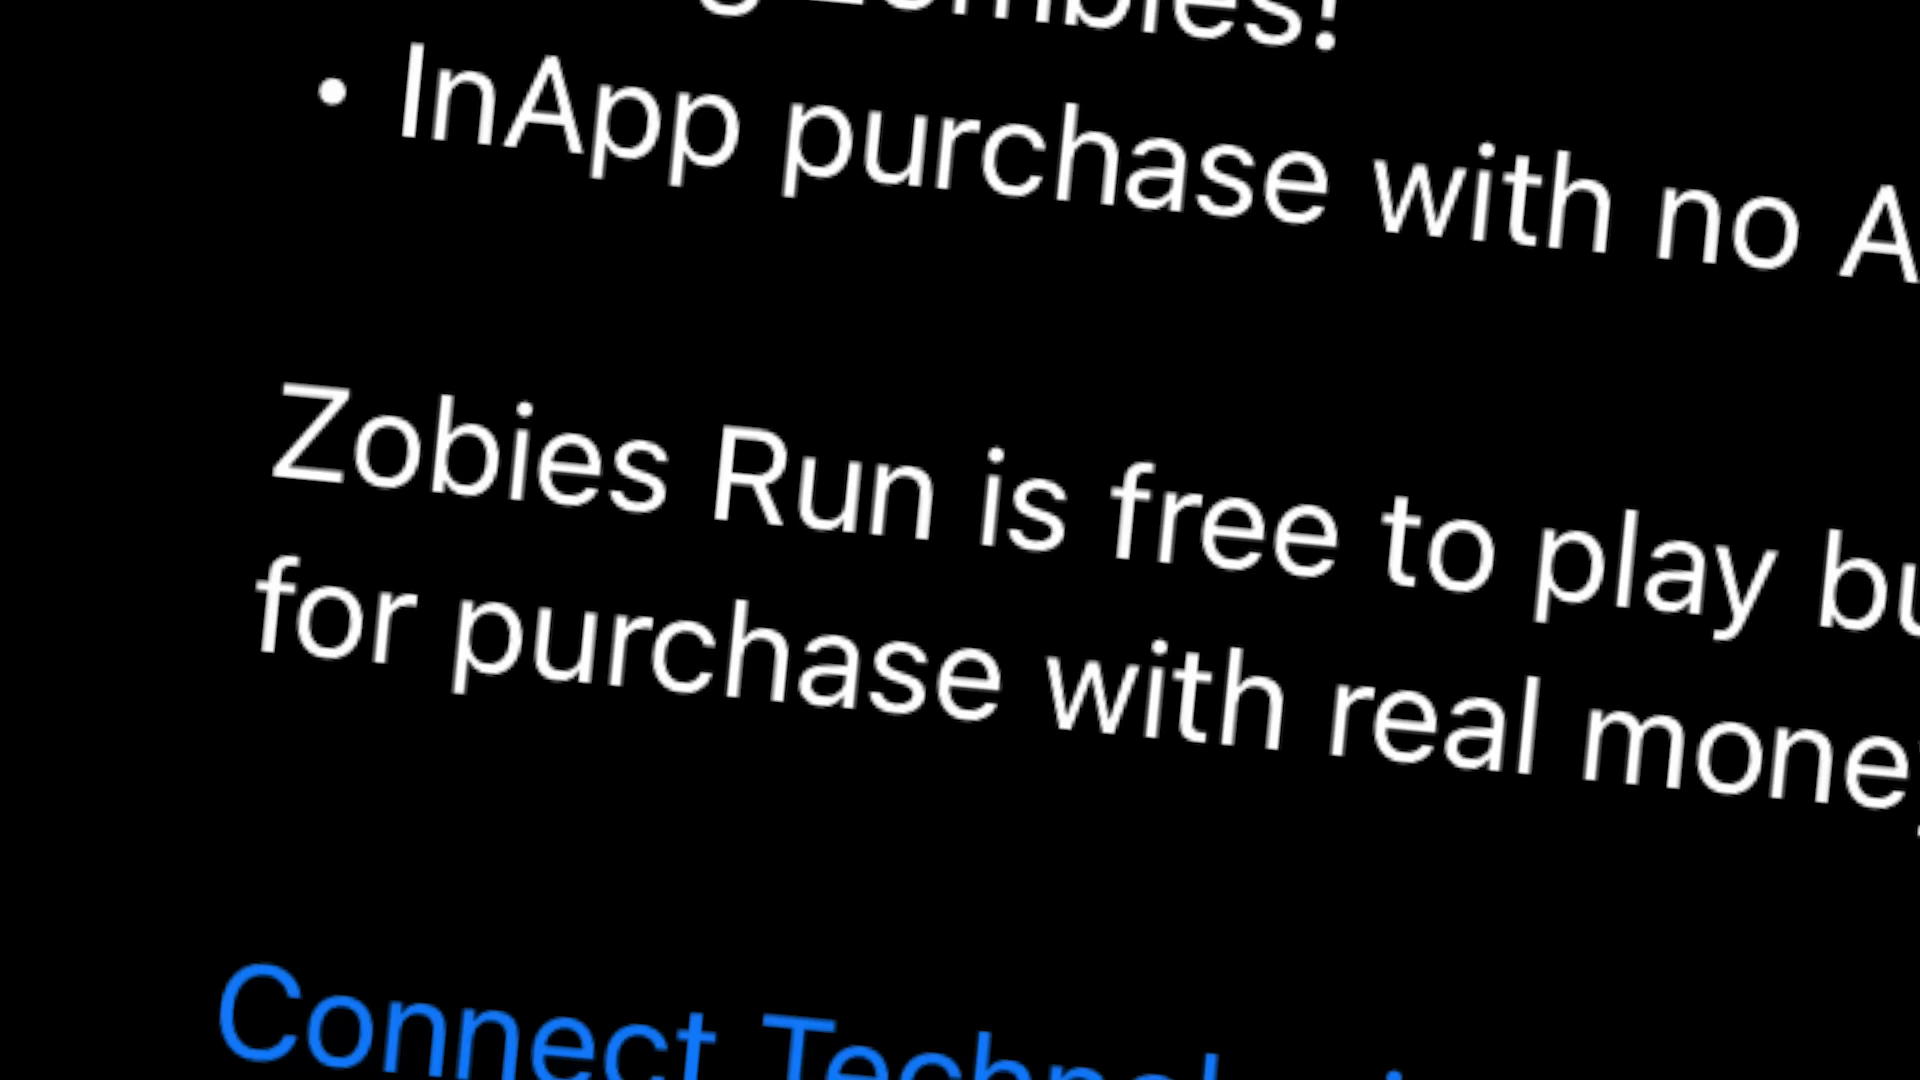 • InApp purchase with no
Zobies Run is free to play
for purchase with real
Connect